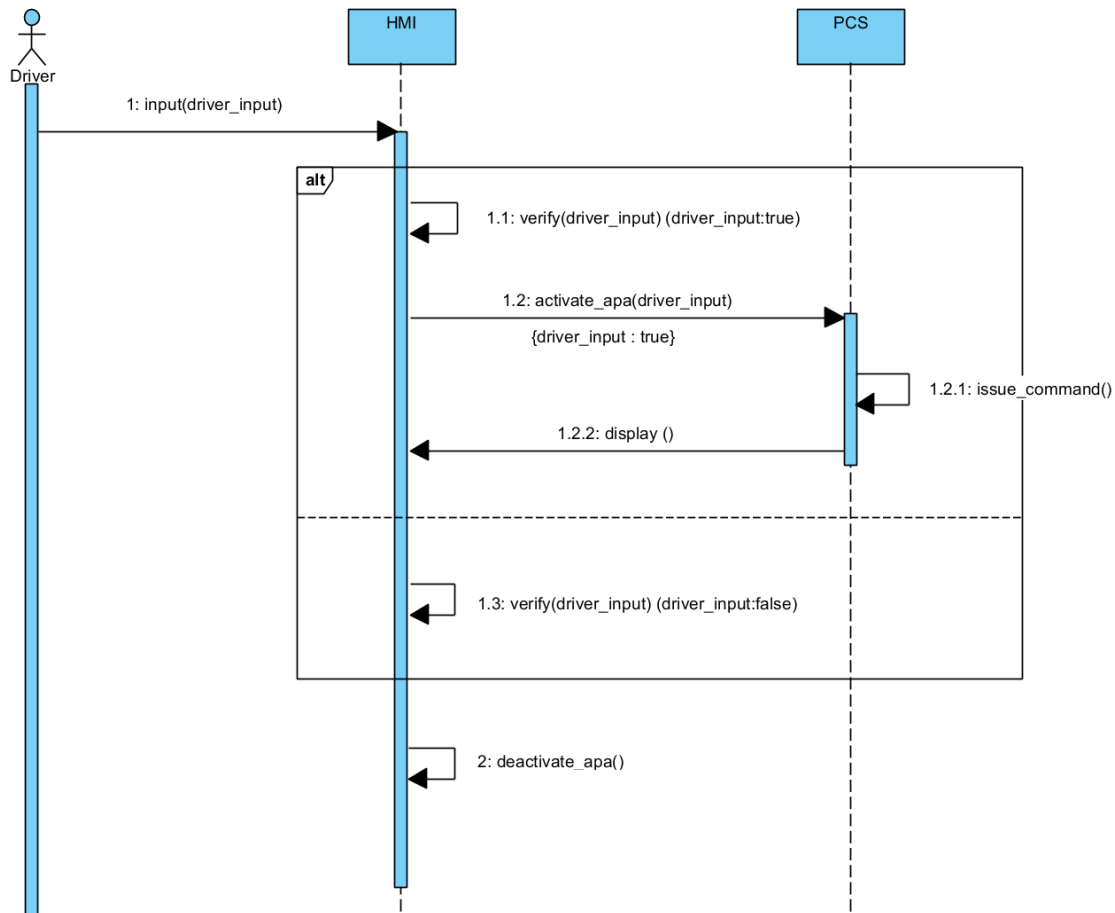 HMI
PCS
Driver
1: input(driver_input)
alt
1.1: verify(driver_input) (driver_input:true)
1.2: activate_apa(driver_input)
{driver_input : true}
1.2.1: issue_command()
1.2.2: display ()
1.3: verify(driver_input) (driver_input:false)
2: deactivate_apa()